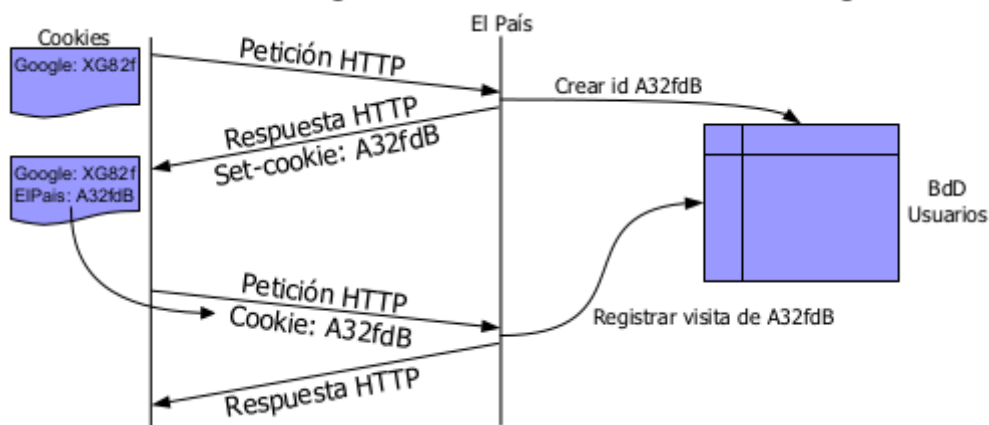 El País
Cookies
Google: XG82f
Petición HTTP
Crear id A32fdB
Respuesta HTTP
Set-cookie: A32fdB
Google: XG82f
ElPais: A32fdB
BdD
Usuarios
Petición HTTP
Cookie: A32fdB
Registrar visita de A32fdB
Respuesta HTTP